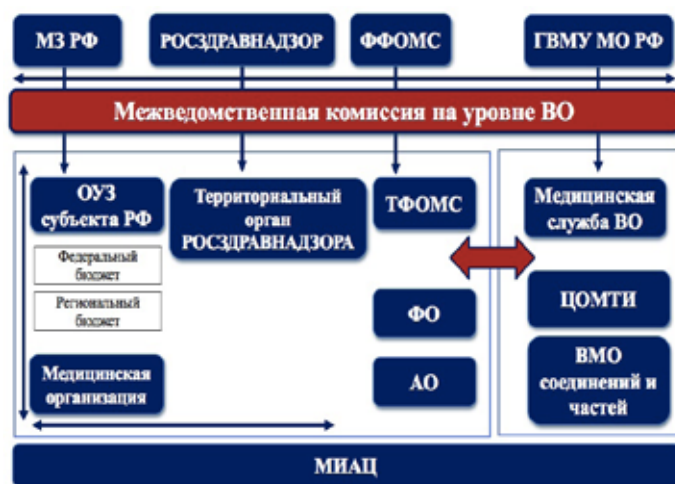 МЗ РФ
РОСЗДРАВНАДЗОР
ФФОМС
ГВМУ МО РФ
Межведомственная комиссия на уровне ВО
ОУЗ
субъекта РФ
Территориальный
орган
РОСЗДРАВНАДЗОРА
ТФОМС
Медицинская
служба ВО
Федеральный
бюджет
Региональный
бюджет
ФО
ЦОМТИ
Медицинская
организация
АО
ВМО
соединений и
частей
МИАЦ